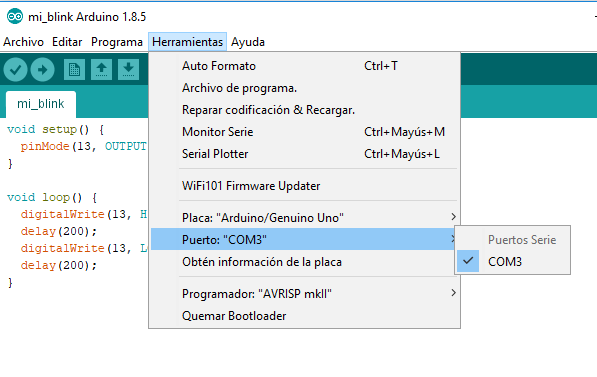 mi_blink Arduino 1.8.5
Archivo Editar Programa Herramientas Ayuda
mi_blink
void setup() {
pinMode(13, OUTPUT
}
void loop() {
digitalWrite(13, H
delay(200);
digitalWrite(13, L
delay(200);
}
Auto Formato Ctrl+T
Archivo de programa.
Reparar codificación & Recargar.
Monitor Serie Ctrl+Mayús+M
Serial Plotter Ctrl+Mayús+L
WiFi101 Firmware Updater
Placa: "Arduino/Genuino Uno"
Puerto: "COM3"
Obtén información de la placa
Programador: "AVRISP mkII"
Quemar Bootloader
Puertos Serie
COM3